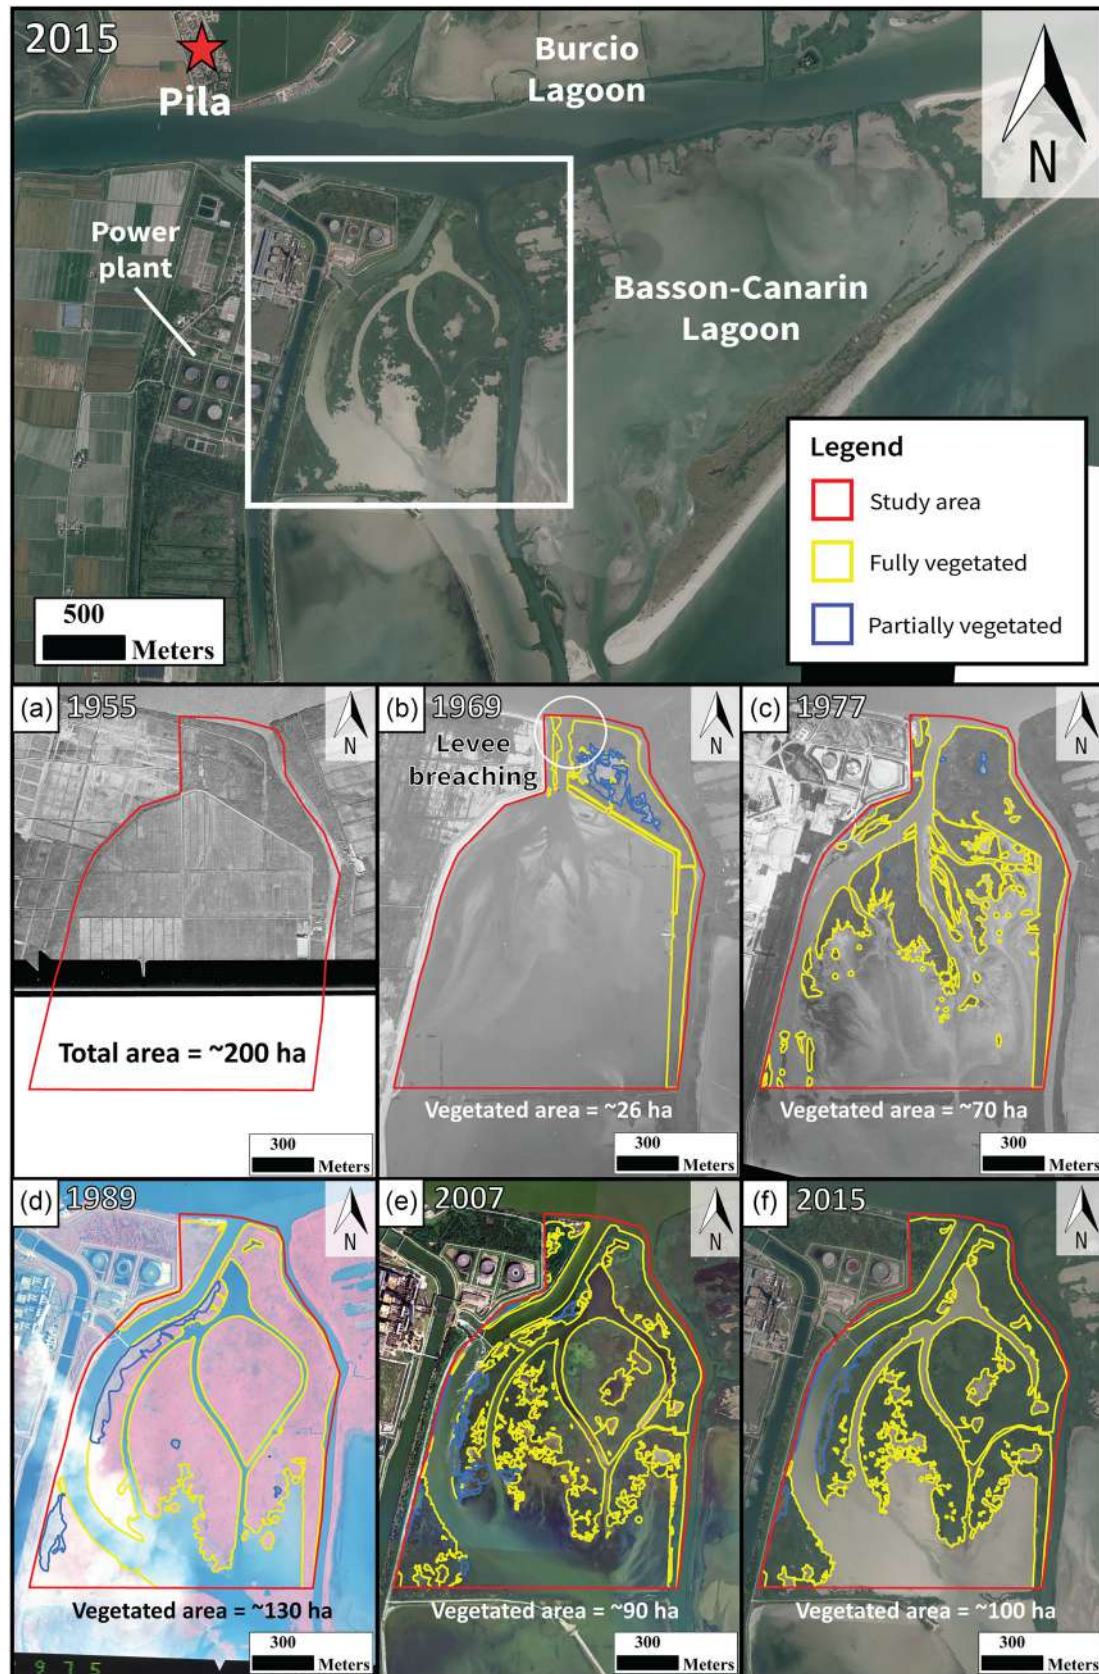 2015
Pila
Burcio
Lagoon
N
Power
plant
Basson-Canarin
Lagoon
Legend
Study area
Fully vegetated
Partially vegetated
500
Meters
(a) 1955
N
Total area = ~200 ha
300
Meters
(b) 1969
Levee
breaching
N
Vegetated area = ~26 ha
300
Meters
(c) 1977
N
Vegetated area = ~70 ha
300
Meters
(d) 1989
N
Vegetated area = ~130 ha
300
Meters
9 7 5
(e) 2007
N
Vegetated area = ~90 ha
300
Meters
(f) 2015
N
Vegetated area = ~100 ha
300
Meters